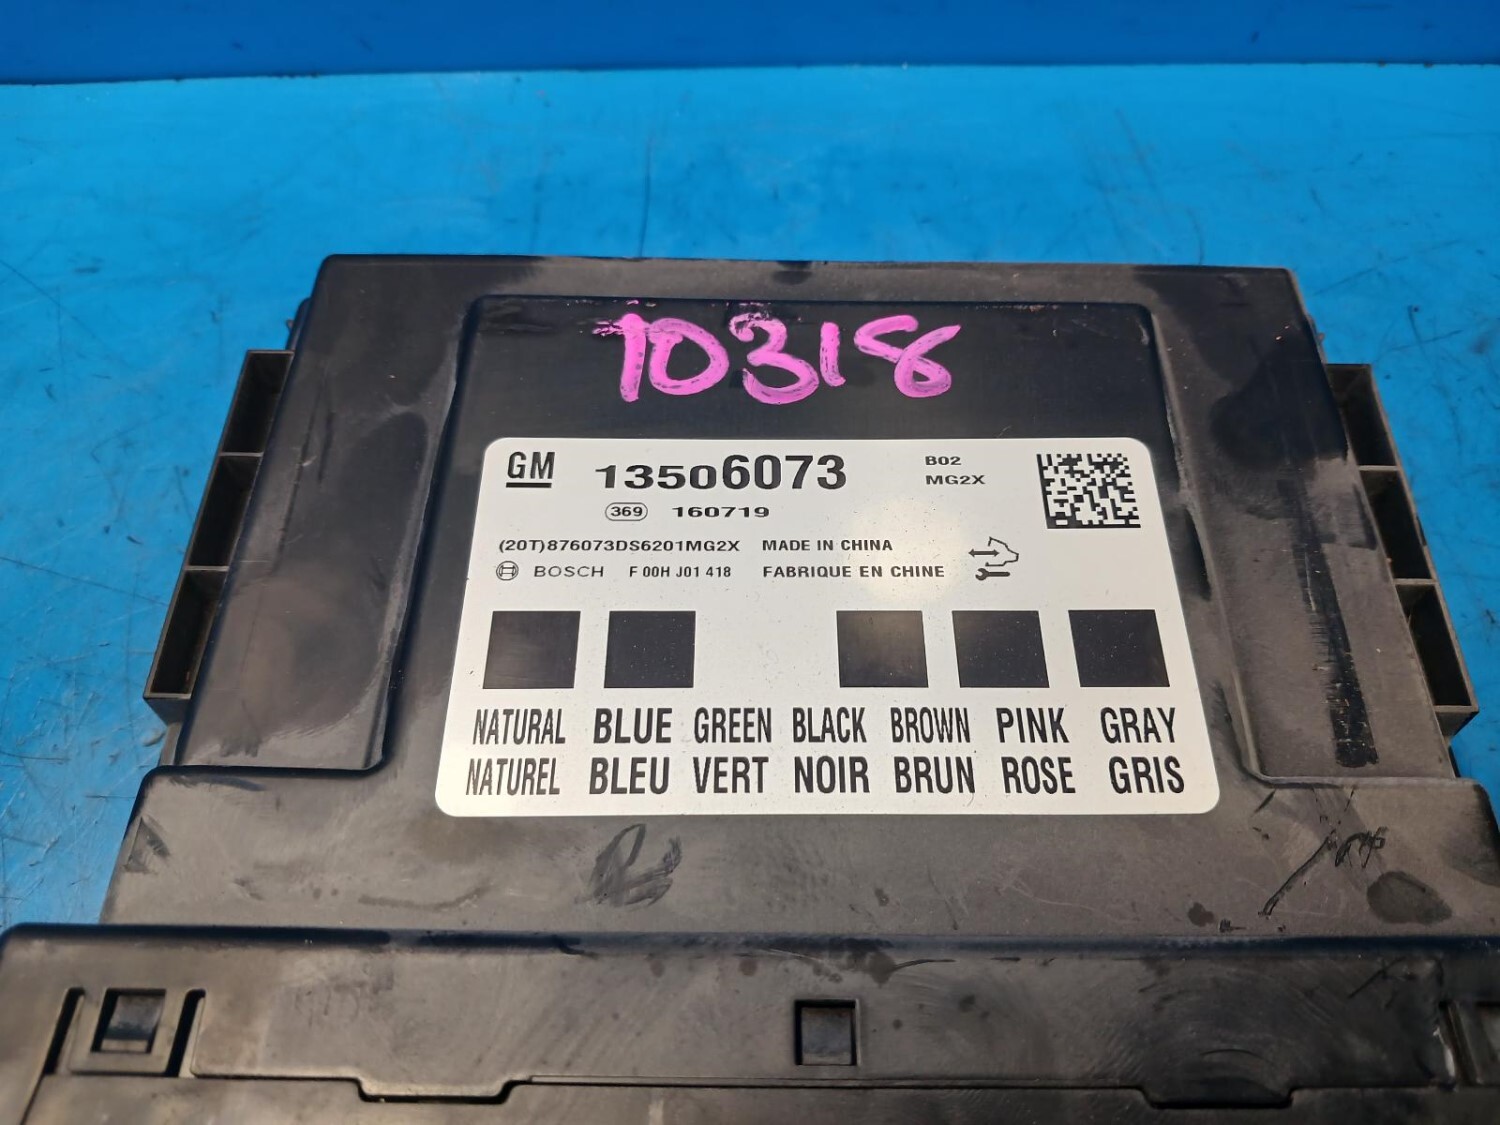 10318
GM 13506073 B02
MG2X
369 160719
(20T)876073DS6201MG2X MADE IN CHINA
BOSCH F 00H J01 418 FABRIQUE EN CHINE
NATURAL BLUE GREEN BLACK BROWN PINK GRAY
NATUREL BLEU VERT NOIR BRUN ROSE GRIS